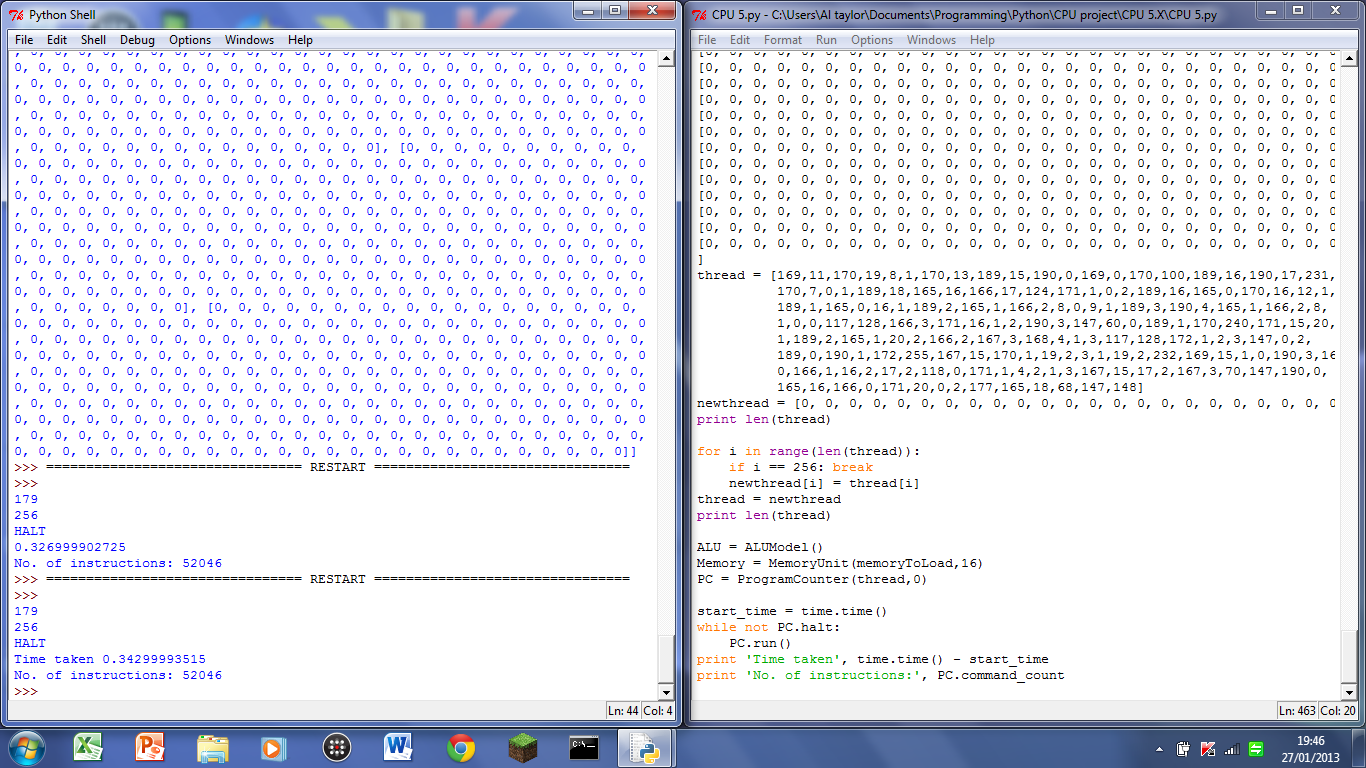 Python Shell
File Edit Shell Debug Options Windows Help
0, 0, 0, 0, 0, 0, 0, 0, 0, 0, 0, 0, 0, 0, 0, 0, 0, 0, 0, 0, 0, 0, 0, 0, 0, 0, 0
, 0, 0, 0, 0, 0, 0, 0, 0, 0, 0, 0, 0, 0, 0, 0, 0, 0, 0, 0, 0, 0, 0, 0, 0, 0, 0,
0, 0, 0, 0, 0, 0, 0, 0, 0, 0, 0, 0, 0, 0, 0, 0, 0, 0, 0, 0, 0, 0, 0, 0, 0, 0, 0
, 0, 0, 0, 0, 0, 0, 0, 0, 0, 0, 0, 0, 0, 0, 0, 0, 0, 0, 0, 0, 0, 0, 0, 0, 0, 0,
0, 0, 0, 0, 0, 0, 0, 0, 0, 0, 0, 0, 0, 0, 0, 0, 0, 0, 0, 0, 0, 0, 0, 0, 0, 0, 0
, 0, 0, 0, 0, 0, 0, 0, 0, 0, 0, 0, 0, 0, 0, 0], [0, 0, 0, 0, 0, 0, 0, 0, 0, 0,
0, 0, 0, 0, 0, 0, 0, 0, 0, 0, 0, 0, 0, 0, 0, 0, 0, 0, 0, 0, 0, 0, 0, 0, 0, 0, 0
, 0, 0, 0, 0, 0, 0, 0, 0, 0, 0, 0, 0, 0, 0, 0, 0, 0, 0, 0, 0, 0, 0, 0, 0, 0, 0,
0, 0, 0, 0, 0, 0, 0, 0, 0, 0, 0, 0, 0, 0, 0, 0, 0, 0, 0, 0, 0, 0, 0, 0, 0, 0, 0
, 0, 0, 0, 0, 0, 0, 0, 0, 0, 0, 0, 0, 0, 0, 0, 0, 0, 0, 0, 0, 0, 0, 0, 0, 0, 0,
0, 0, 0, 0, 0, 0, 0, 0, 0, 0, 0, 0, 0, 0, 0, 0, 0, 0, 0, 0, 0, 0, 0, 0, 0, 0, 0
, 0, 0, 0, 0, 0, 0, 0, 0, 0, 0, 0, 0, 0, 0, 0, 0, 0, 0, 0, 0, 0, 0, 0, 0, 0, 0,
0, 0, 0, 0, 0, 0, 0, 0, 0, 0, 0, 0, 0, 0, 0, 0, 0, 0, 0, 0, 0, 0, 0, 0, 0, 0, 0
, 0, 0, 0, 0, 0, 0, 0, 0, 0, 0, 0, 0, 0, 0, 0, 0, 0, 0, 0, 0, 0, 0, 0, 0, 0, 0,
0, 0, 0, 0, 0, 0, 0, 0, 0, 0, 0, 0, 0, 0, 0, 0, 0, 0, 0, 0, 0, 0, 0, 0, 0, 0, 0
, 0, 0, 0, 0, 0, 0, 0], [0, 0, 0, 0, 0, 0, 0, 0, 0, 0, 0, 0, 0, 0, 0, 0, 0, 0,
0, 0, 0, 0, 0, 0, 0, 0, 0, 0, 0, 0, 0, 0, 0, 0, 0, 0, 0, 0, 0, 0, 0, 0, 0, 0, 0
, 0, 0, 0, 0, 0, 0, 0, 0, 0, 0, 0, 0, 0, 0, 0, 0, 0, 0, 0, 0, 0, 0, 0, 0, 0, 0,
0, 0, 0, 0, 0, 0, 0, 0, 0, 0, 0, 0, 0, 0, 0, 0, 0, 0, 0, 0, 0, 0, 0, 0, 0, 0, 0
, 0, 0, 0, 0, 0, 0, 0, 0, 0, 0, 0, 0, 0, 0, 0, 0, 0, 0, 0, 0, 0, 0, 0, 0, 0, 0,
0, 0, 0, 0, 0, 0, 0, 0, 0, 0, 0, 0, 0, 0, 0, 0, 0, 0, 0, 0, 0, 0, 0, 0, 0, 0, 0
, 0, 0, 0, 0, 0, 0, 0, 0, 0, 0, 0, 0, 0, 0, 0, 0, 0, 0, 0, 0, 0, 0, 0, 0, 0, 0,
0, 0, 0, 0, 0, 0, 0, 0, 0, 0, 0, 0, 0, 0, 0, 0, 0, 0, 0, 0, 0, 0, 0, 0, 0, 0, 0
, 0, 0, 0, 0, 0, 0, 0, 0, 0, 0, 0, 0, 0, 0, 0, 0, 0, 0, 0, 0, 0, 0, 0, 0, 0, 0,
0, 0, 0, 0, 0, 0, 0, 0, 0, 0, 0, 0, 0, 0, 0, 0, 0, 0, 0, 0, 0, 0, 0, 0, 0, 0]]
>>> ================================ RESTART ================================
>>>
179
256
HALT
0.326999902725
No. of instructions: 52046
>>> ================================ RESTART ================================
>>>
179
256
HALT
Time taken 0.34299993515
No. of instructions: 52046
>>>
Ln: 44 Col: 4
CPU 5.py - C:\Users\Al taylor\Documents\Programming\Python\CPU project\CPU 5.X\CPU 5.py
File Edit Format Run Options Windows Help
[0, 0, 0, 0, 0, 0, 0, 0, 0, 0, 0, 0, 0, 0, 0, 0, 0, 0, 0, 0, 0, 0, 0, 0, 0, 0, 0
[0, 0, 0, 0, 0, 0, 0, 0, 0, 0, 0, 0, 0, 0, 0, 0, 0, 0, 0, 0, 0, 0, 0, 0, 0, 0, 0
[0, 0, 0, 0, 0, 0, 0, 0, 0, 0, 0, 0, 0, 0, 0, 0, 0, 0, 0, 0, 0, 0, 0, 0, 0, 0, 0
[0, 0, 0, 0, 0, 0, 0, 0, 0, 0, 0, 0, 0, 0, 0, 0, 0, 0, 0, 0, 0, 0, 0, 0, 0, 0, 0
[0, 0, 0, 0, 0, 0, 0, 0, 0, 0, 0, 0, 0, 0, 0, 0, 0, 0, 0, 0, 0, 0, 0, 0, 0, 0, 0
[0, 0, 0, 0, 0, 0, 0, 0, 0, 0, 0, 0, 0, 0, 0, 0, 0, 0, 0, 0, 0, 0, 0, 0, 0, 0, 0
[0, 0, 0, 0, 0, 0, 0, 0, 0, 0, 0, 0, 0, 0, 0, 0, 0, 0, 0, 0, 0, 0, 0, 0, 0, 0, 0
[0, 0, 0, 0, 0, 0, 0, 0, 0, 0, 0, 0, 0, 0, 0, 0, 0, 0, 0, 0, 0, 0, 0, 0, 0, 0, 0
[0, 0, 0, 0, 0, 0, 0, 0, 0, 0, 0, 0, 0, 0, 0, 0, 0, 0, 0, 0, 0, 0, 0, 0, 0, 0, 0
[0, 0, 0, 0, 0, 0, 0, 0, 0, 0, 0, 0, 0, 0, 0, 0, 0, 0, 0, 0, 0, 0, 0, 0, 0, 0, 0
[0, 0, 0, 0, 0, 0, 0, 0, 0, 0, 0, 0, 0, 0, 0, 0, 0, 0, 0, 0, 0, 0, 0, 0, 0, 0, 0
[0, 0, 0, 0, 0, 0, 0, 0, 0, 0, 0, 0, 0, 0, 0, 0, 0, 0, 0, 0, 0, 0, 0, 0, 0, 0, 0
]
thread = [169,11,170,19,8,1,170,13,189,15,190,0,169,0,170,100,189,16,190,17,231,
170,7,0,1,189,18,165,16,166,17,124,171,1,0,2,189,16,165,0,170,16,12,1,
189,1,165,0,16,1,189,2,165,1,166,2,8,0,9,1,189,3,190,4,165,1,166,2,8,
1,0,0,117,128,166,3,171,16,1,2,190,3,147,60,0,189,1,170,240,171,15,20,
1,189,2,165,1,20,2,166,2,167,3,168,4,1,3,117,128,172,1,2,3,147,0,2,
189,0,190,1,172,255,167,15,170,1,19,2,3,1,19,2,232,169,15,1,0,190,3,16
0,166,1,16,2,17,2,118,0,171,1,4,2,1,3,167,15,17,2,167,3,70,147,190,0,
165,16,166,0,171,20,0,2,177,165,18,68,147,148]
newthread = [0, 0, 0, 0, 0, 0, 0, 0, 0, 0, 0, 0, 0, 0, 0, 0, 0, 0, 0, 0, 0, 0, 0
print len(thread)
for i in range(len(thread)):
if i == 256: break
newthread[i] = thread[i]
thread = newthread
print len(thread)
ALU = ALUModel()
Memory = MemoryUnit(memoryToLoad,16)
PC = ProgramCounter(thread,0)
start_time = time.time()
while not PC.halt:
PC.run()
print 'Time taken', time.time() - start_time
print 'No. of instructions:', PC.command_count
Ln: 463 Col: 20
19:46
27/01/2013